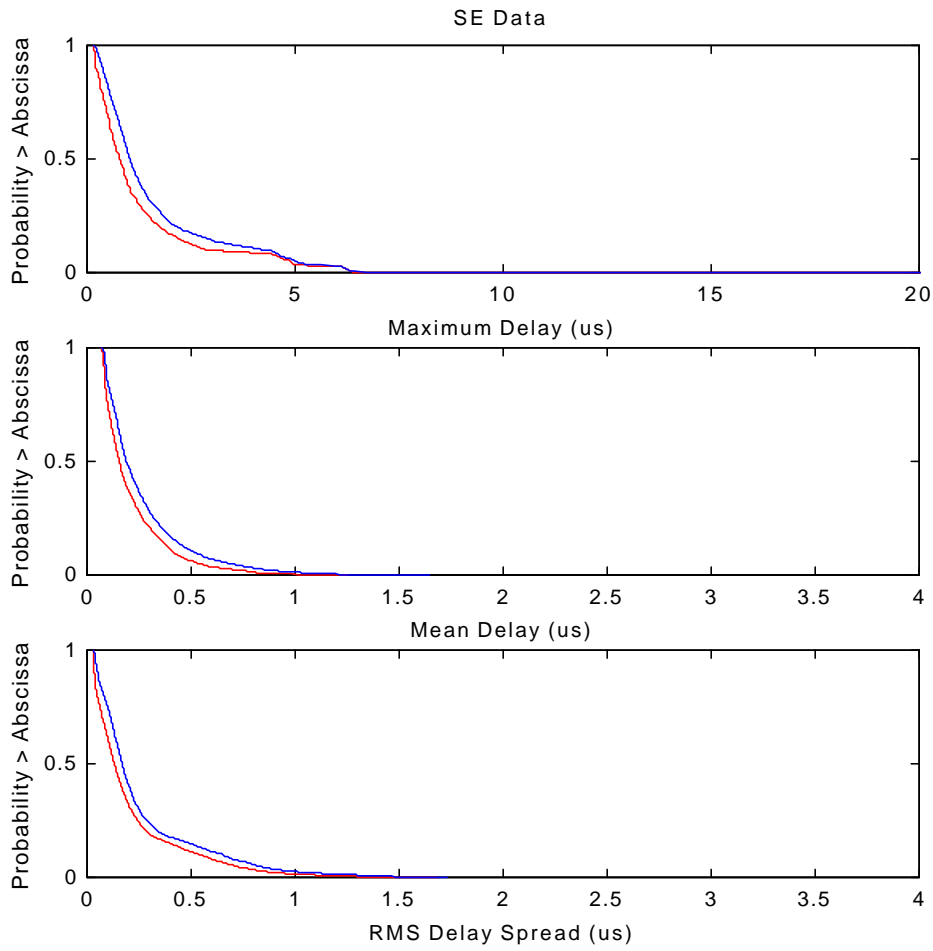 SE Data
Probability > Abscissa
1
0.5
0
0 5 10 15 20
Maximum Delay (us)
Probability > Abscissa
1
0.5
0
0 0.5 1 1.5 2 2.5 3 3.5 4
Mean Delay (us)
Probability > Abscissa
1
0.5
0
0 0.5 1 1.5 2 2.5 3 3.5 4
RMS Delay Spread (us)